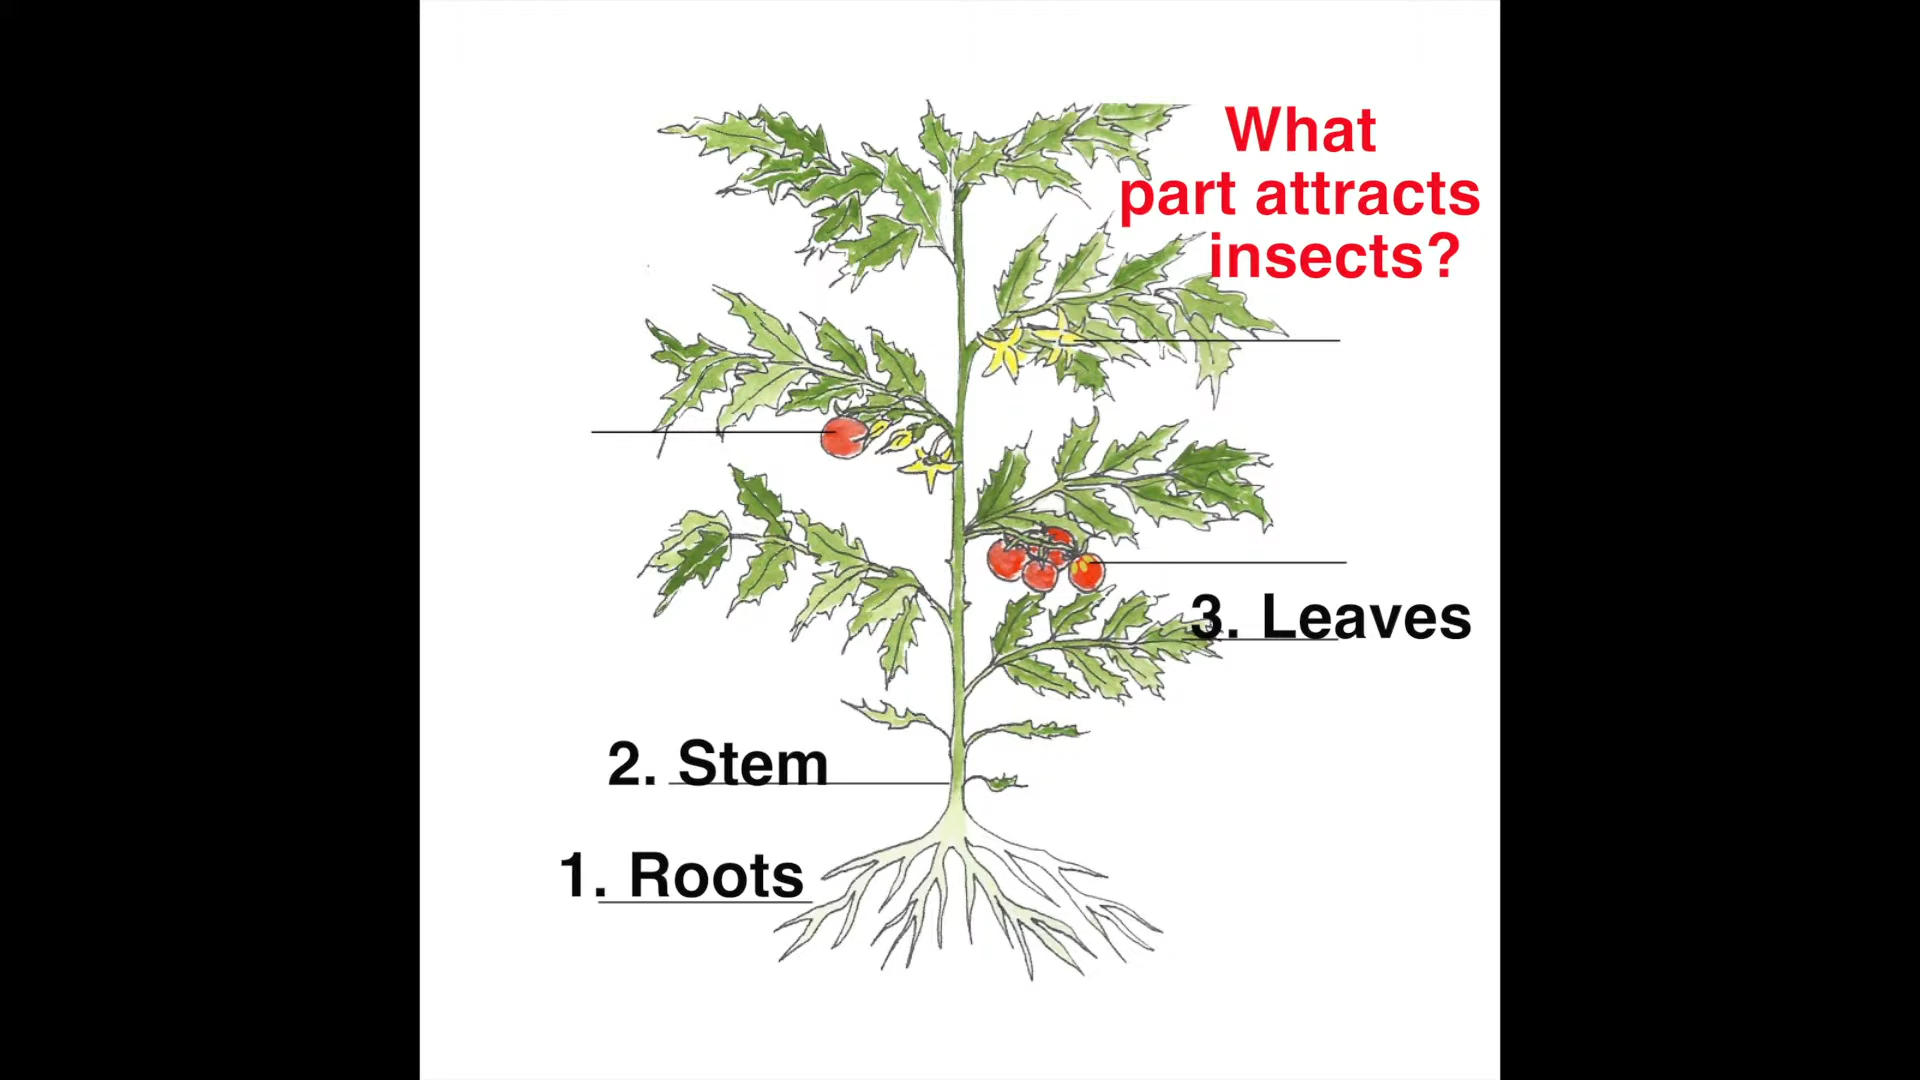 What
part attracts
insects?
3. Leaves
2. Stem
1. Roots